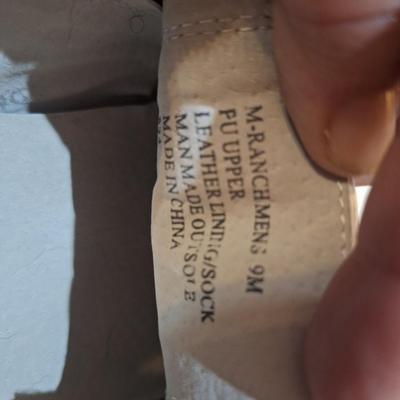 M-RANCHMENS 9M
PU UPPER
LEATHER LINING/SOCK
MAN MADE OUTSOLE
MADE IN CHINA